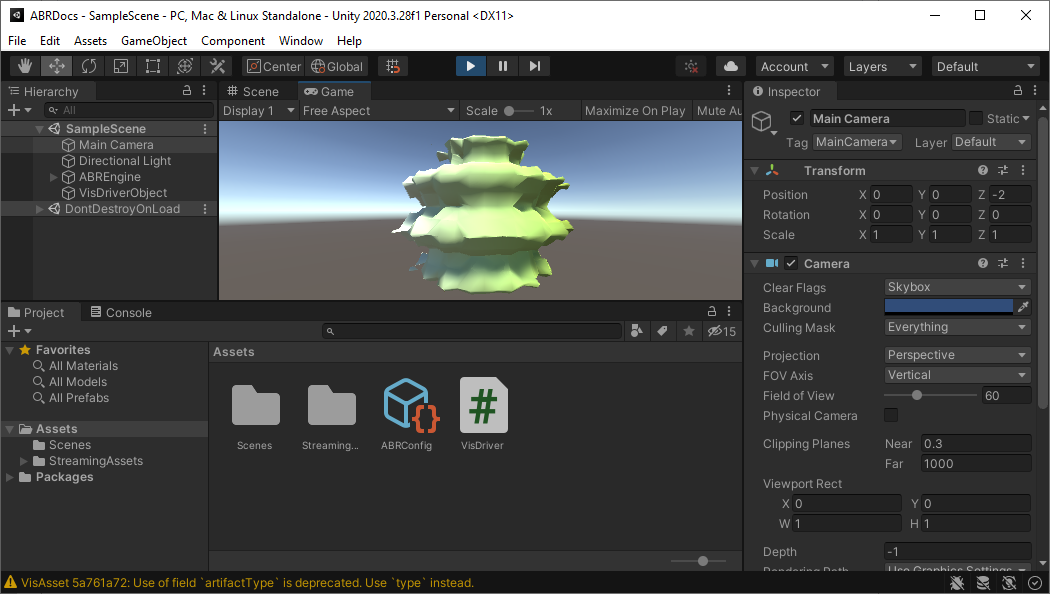 ABRDocs - SampleScene - PC, Mac & Linux Standalone - Unity 2020.3.28f1 Personal <DX11>
File Edit Assets GameObject Component Window Help
Center Global Account Layers Default
Hierarchy
All
SampleScene
Main Camera
Directional Light
ABREngine
VisDriverObject
DontDestroyOnLoad
Scene Game
Display 1 Free Aspect Scale 1x Maximize On Play Mute Au
Project Console
15
Favorites
All Materials
All Models
All Prefabs
Assets
Scenes
StreamingAssets
Packages
Assets
Scenes Streaming... ABRConfig VisDriver
Inspector
Main Camera Static
Tag MainCamera Layer Default
Transform
Position X 0 Y 0 Z -2
Rotation X 0 Y 0 Z 0
Scale X 1 Y 1 Z 1
Camera
Clear Flags Skybox
Background
Culling Mask Everything
Projection Perspective
FOV Axis Vertical
Field of View 60
Physical Camera
Clipping Planes Near 0.3
Far 1000
Viewport Rect
X 0 Y 0
W 1 H 1
Depth -1
Rendering Path Use Graphics Settings
VisAsset 5a761a72: Use of field `artifactType` is deprecated. Use `type` instead.